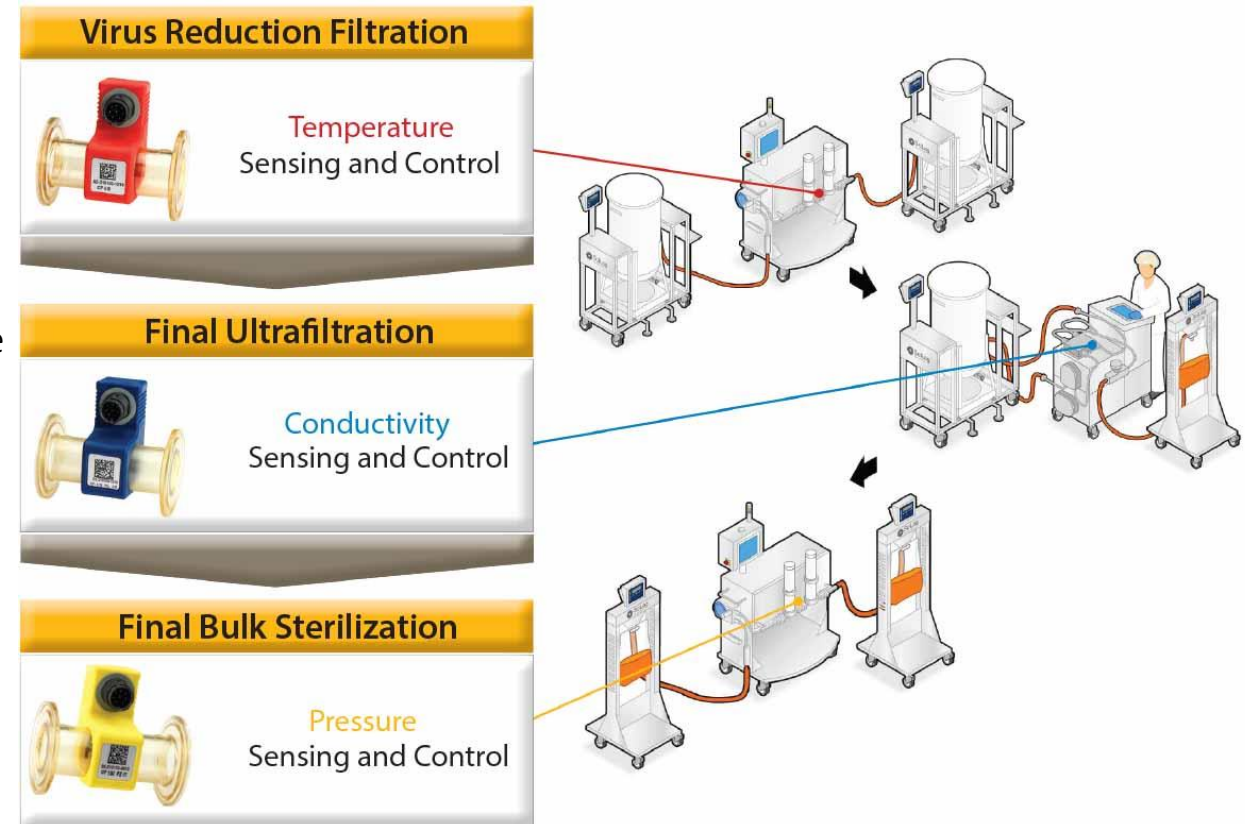 Virus Reduction Filtration
Temperature
Sensing and Control
Final Ultrafiltration
e
Conductivity
Sensing and Control
Final Bulk Sterilization
Pressure
Sensing and Control